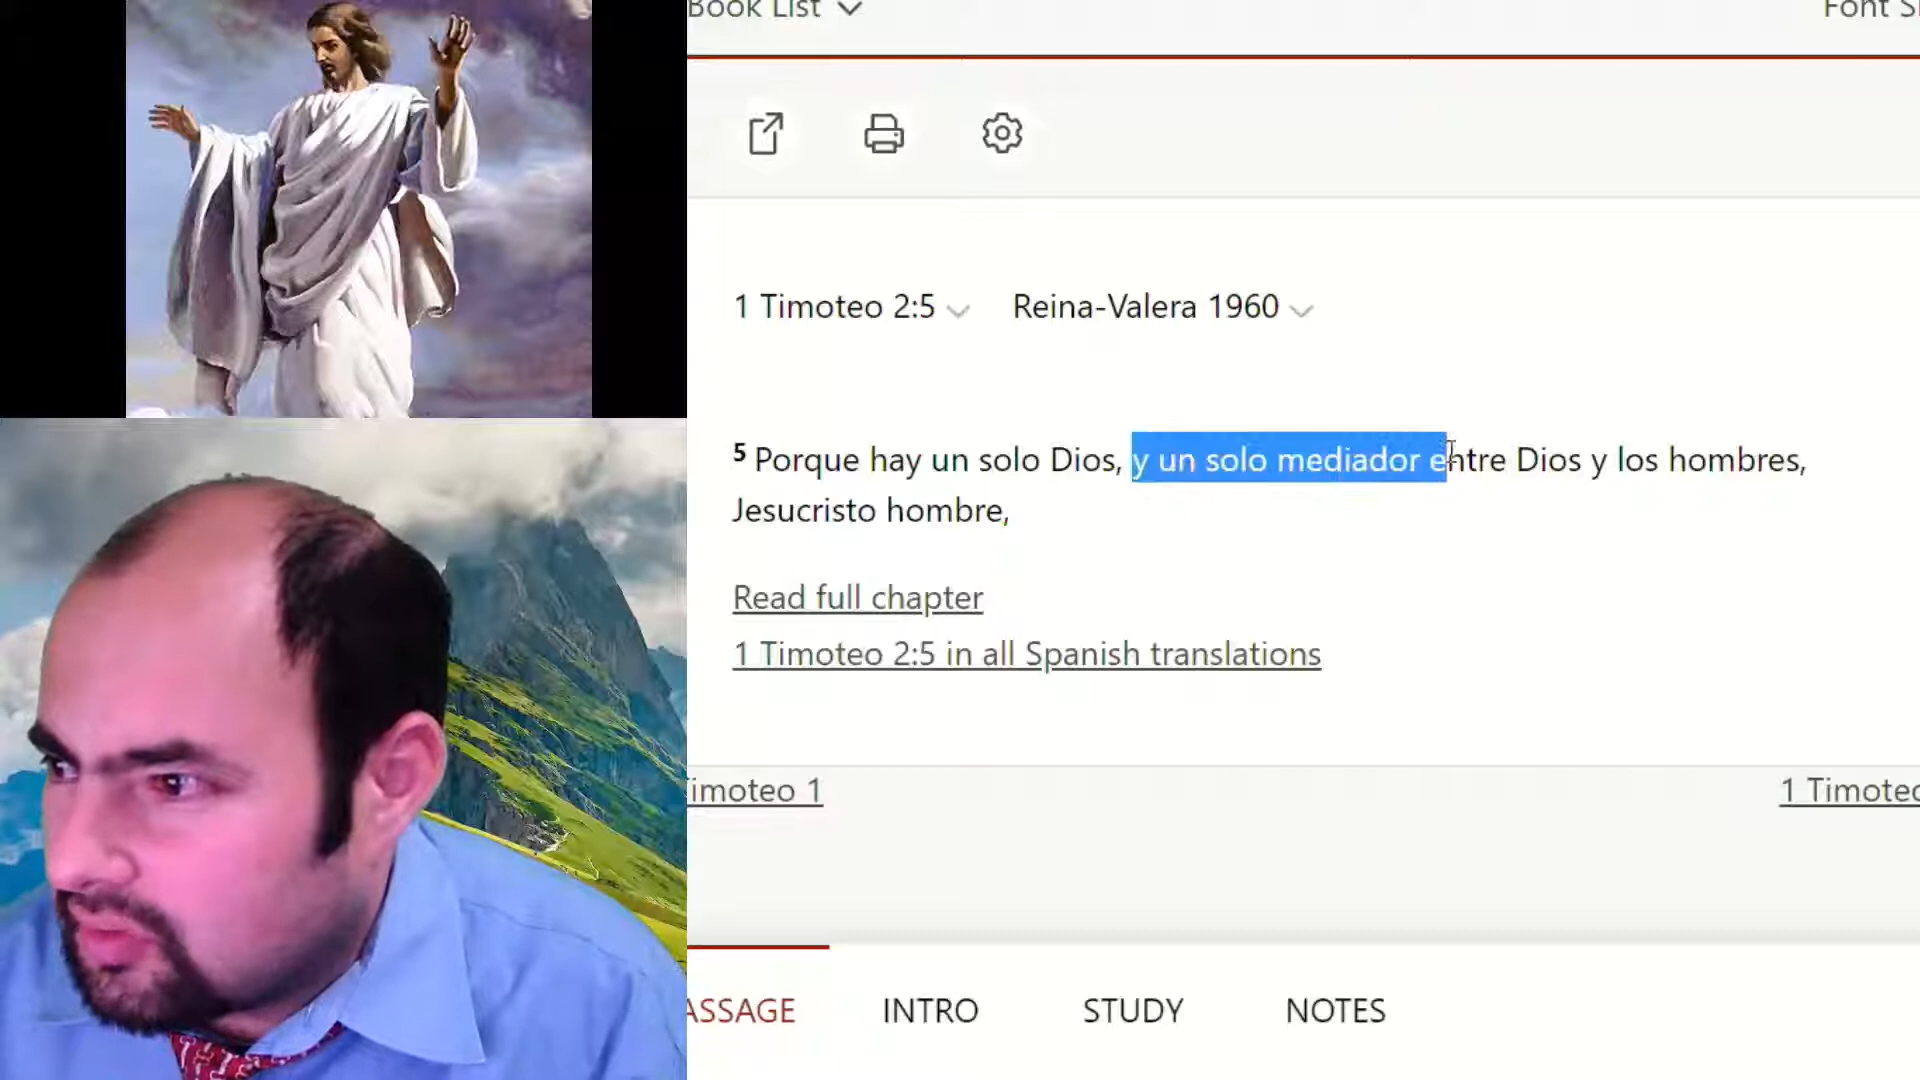 Book List
Font Si
1 Timoteo 2:5 Reina-Valera 1960
5 Porque hay un solo Dios, y un solo mediador entre Dios y los hombres,
Jesucristo hombre,
Read full chapter
1 Timoteo 2:5 in all Spanish translations
imoteo 1
1 Timoteo
ASSAGE INTRO STUDY NOTES